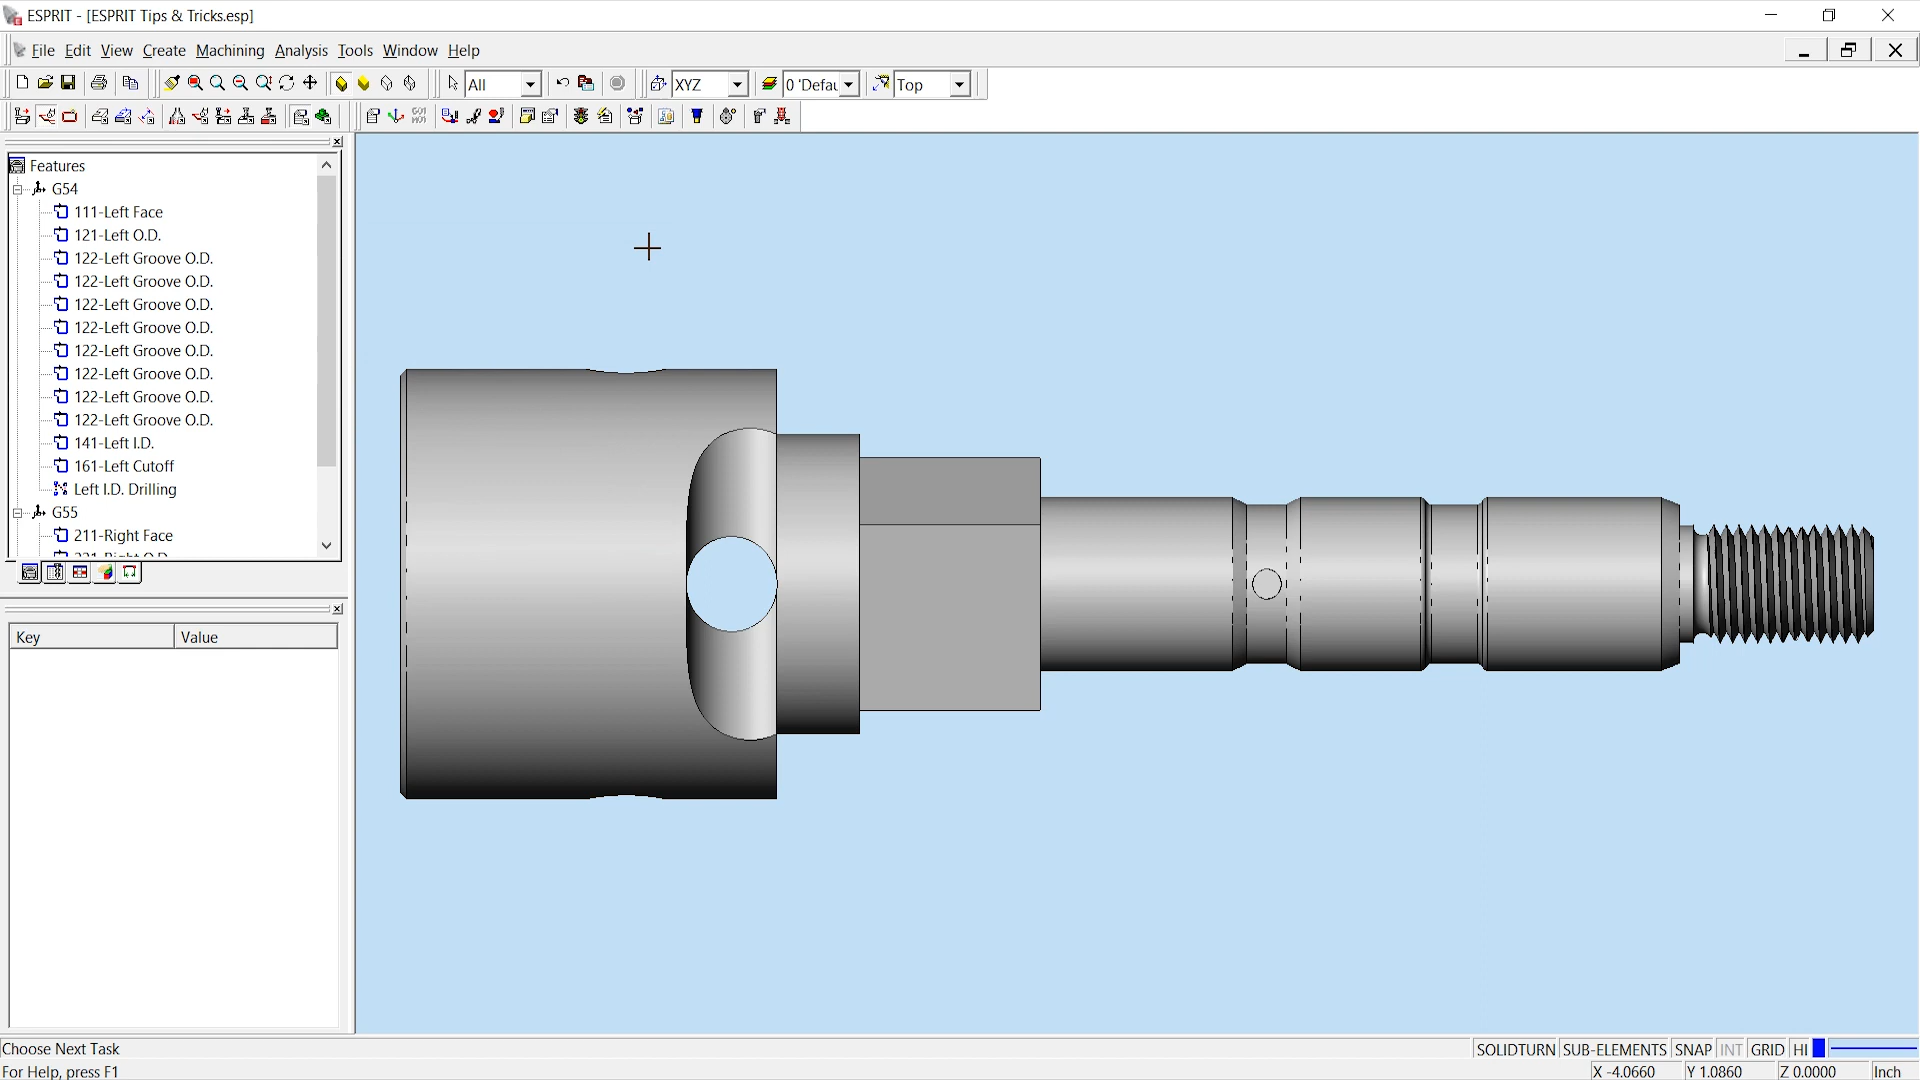 ESPRIT - [ESPRIT Tips & Tricks.esp]
File Edit View Create Machining Analysis Tools Window Help
All XYZ 0 'Defau Top
Features
G54
111-Left Face
121-Left O.D.
122-Left Groove O.D.
122-Left Groove O.D.
122-Left Groove O.D.
122-Left Groove O.D.
122-Left Groove O.D.
122-Left Groove O.D.
122-Left Groove O.D.
122-Left Groove O.D.
141-Left I.D.
161-Left Cutoff
Left I.D. Drilling
G55
211-Right Face
Key Value
Choose Next Task SOLIDTURN SUB-ELEMENTS SNAP INT GRID HI
For Help, press F1 X -4.0660 Y 1.0860 Z 0.0000 Inch